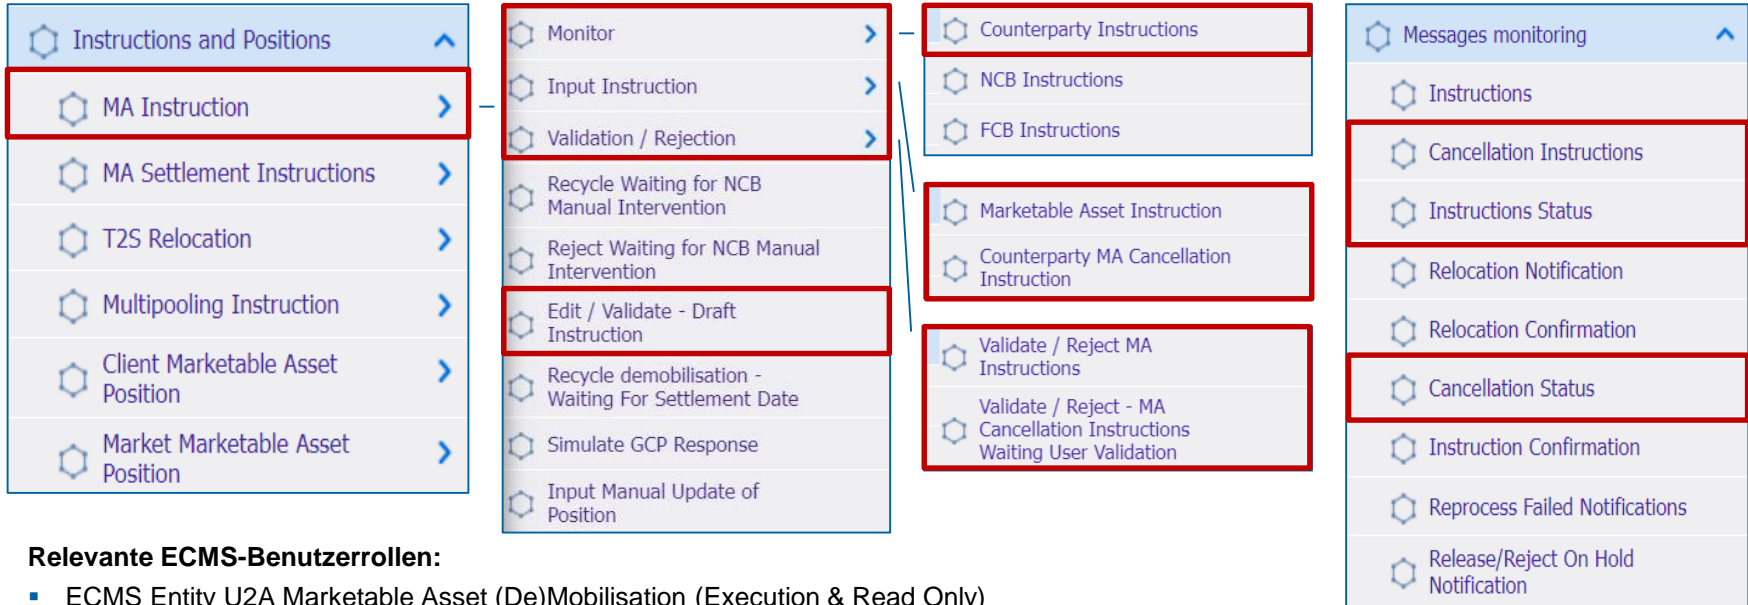 Instructions and Positions
MA Instruction
MA Settlement Instructions
T2S Relocation
Multipooling Instruction
Client Marketable Asset
Position
Market Marketable Asset
Position
Monitor
Input Instruction
Validation / Rejection
Recycle Waiting for NCB
Manual Intervention
Reject Waiting for NCB Manual
Intervention
Edit / Validate - Draft
Instruction
Recycle demobilisation -
Waiting For Settlement Date
Simulate GCP Response
Input Manual Update of
Position
Counterparty Instructions
NCB Instructions
FCB Instructions
Marketable Asset Instruction
Counterparty MA Cancellation
Instruction
Validate / Reject MA
Instructions
Validate / Reject - MA
Cancellation Instructions
Waiting User Validation
Messages monitoring
Instructions
Cancellation Instructions
Instructions Status
Relocation Notification
Relocation Confirmation
Cancellation Status
Instruction Confirmation
Reprocess Failed Notifications
Release/Reject On Hold
Notification
Relevante ECMS-Benutzerrollen:
▪ ECMS Entity U2A Marketable Asset (De)Mobilisation (Execution & Read Only)